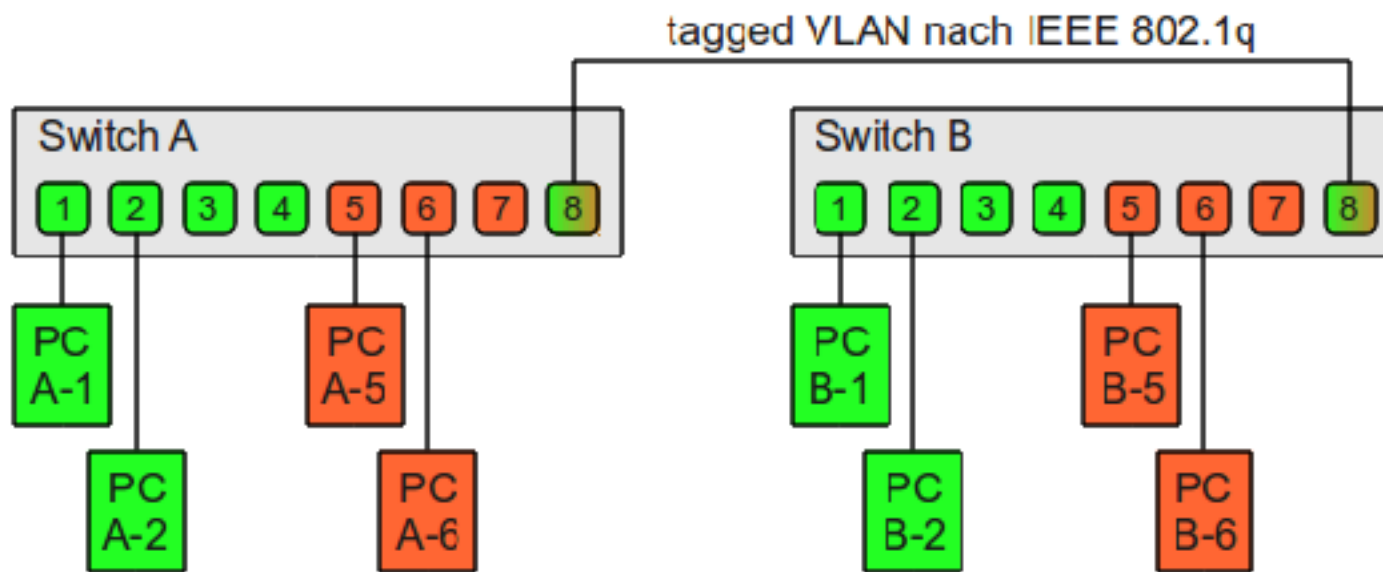 tagged VLAN nach IEEE 802.1q
Switch A
1 2 3 4 5 6 7 8
Switch B
1 2 3 4 5 6 7 8
PC
A-1
PC
A-5
PC
B-1
PC
B-5
PC
A-2
PC
A-6
PC
B-2
PC
B-6